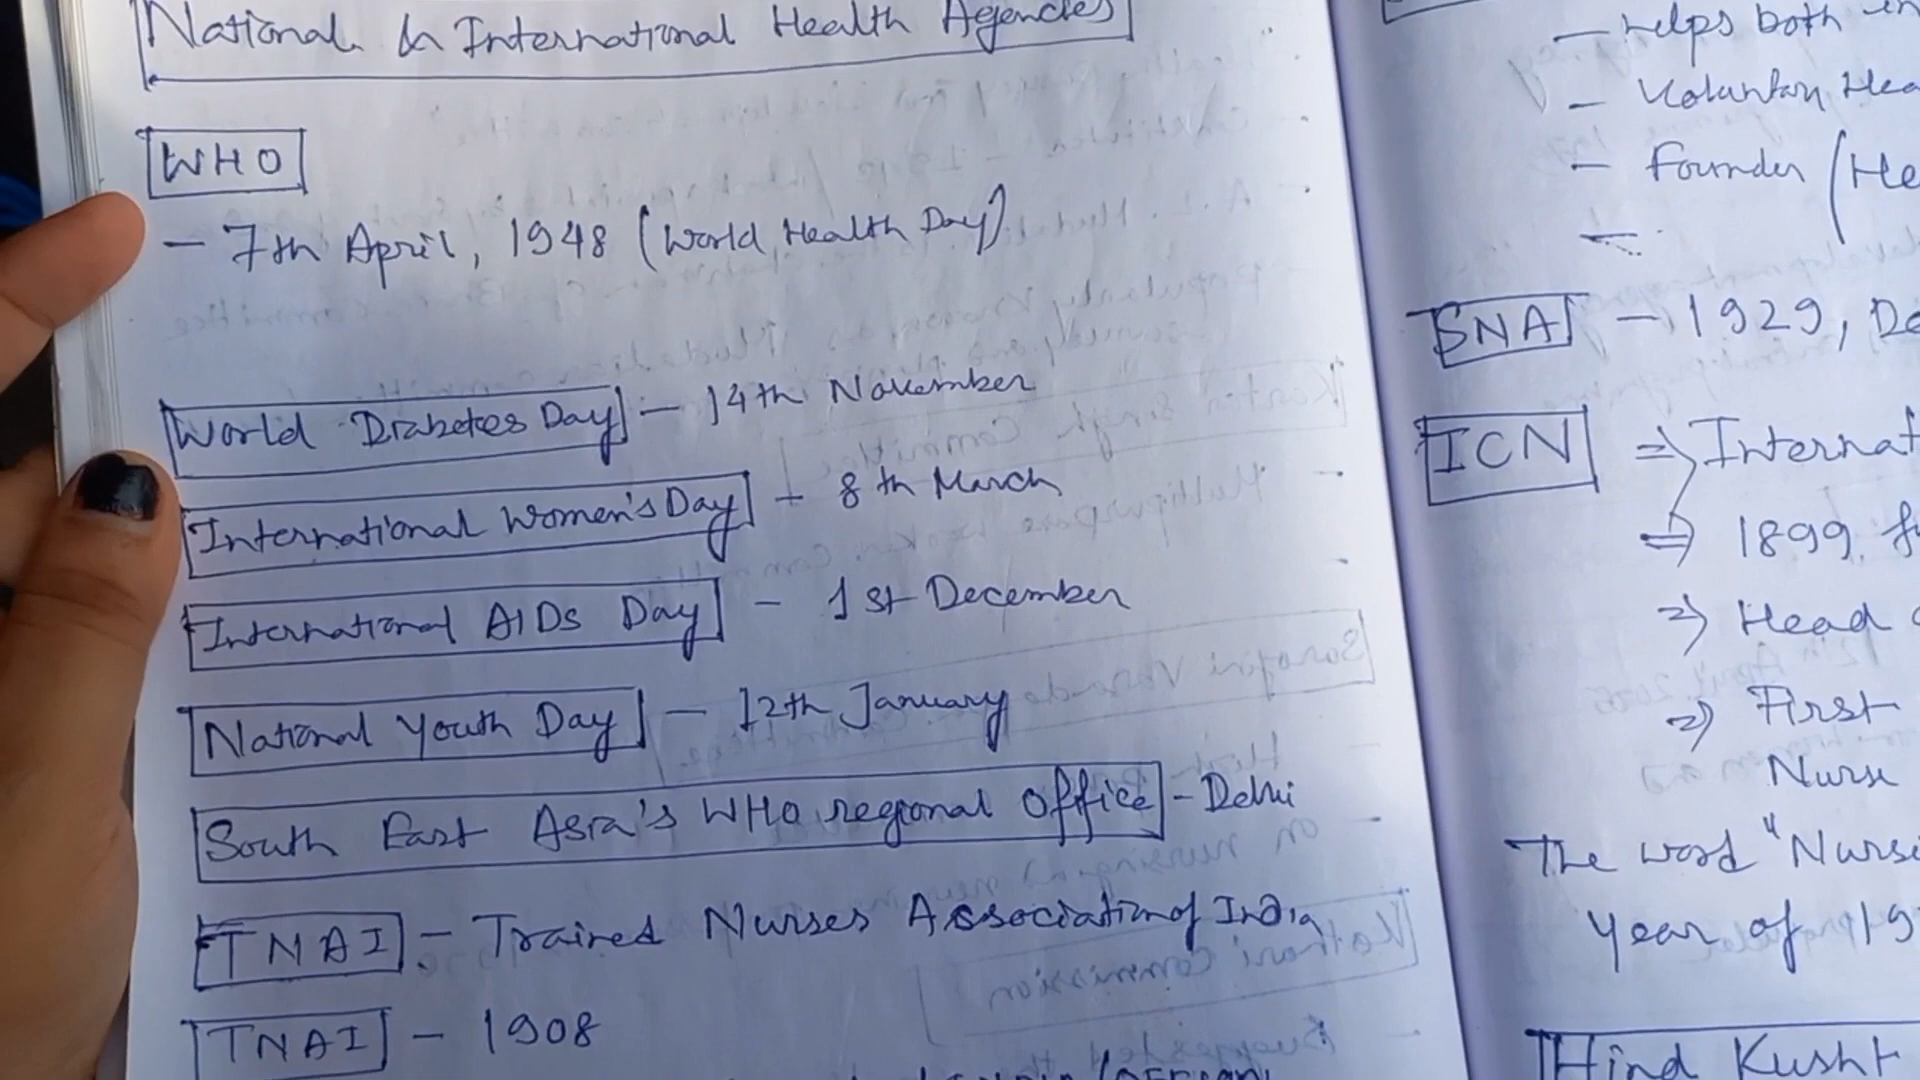 National & International Health Agencies
WHO
- 7th April, 1948 (World Health Day)
World Diabetes Day - 14th November
International Women's Day - 8th March
International AIDs Day - 1st December
National Youth Day - 12th January
South East Asia's WHO regional office - Delhi
TNAI - Trained Nurses Association of India
TNAI - 1908
- helps both
- Voluntary Hea
- Founder (He
SNA - 1929, De
ICN => Internat
=> 1899
=> Head
=> First
Nurse
The word "Nursi
year of 19
Hind Kusht